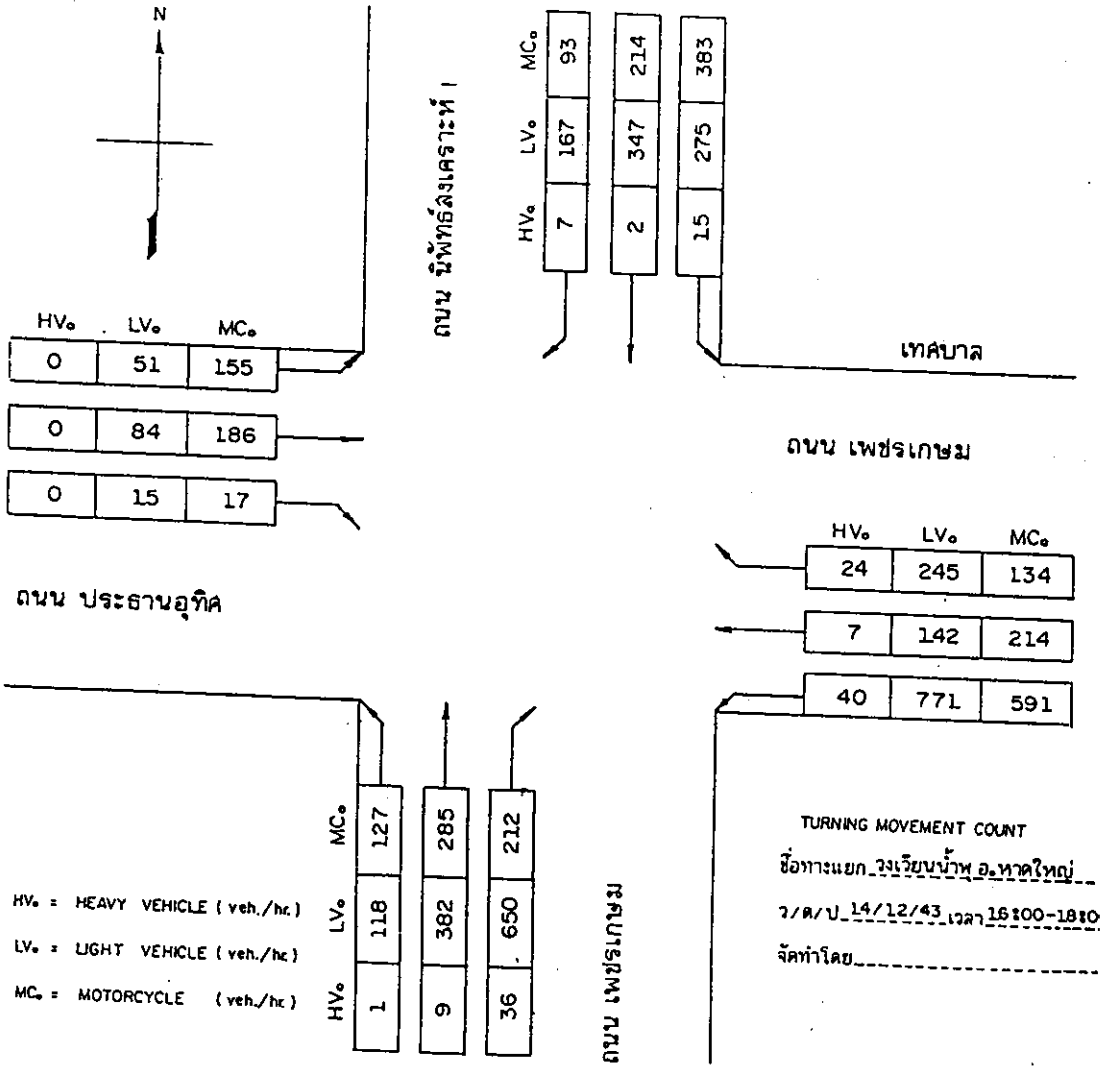 N
ถนน นิพัทธ์สงเคราะห์ 1
MC. 93 214 383
LV. 167 347 275
HV. 7 2 15
HV. LV. MC.
0 51 155
0 84 186
0 15 17
เทศบาล
ถนน เพชรเกษม
ถนน ประธานอุทิศ
HV. LV. MC.
24 245 134
7 142 214
40 771 591
MC. 127 285 212
LV. 118 382 650
HV. 1 9 36
ถนน เพชรเกษม
HV. = HEAVY VEHICLE (veh./hr.)
LV. = LIGHT VEHICLE (veh./hr.)
MC. = MOTORCYCLE (veh./hr.)
TURNING MOVEMENT COUNT
ชื่อทางแยก วงเวียนน้ำพุ อ.หาดใหญ่
ว/ด/ป 14/12/43 เวลา 16:00-18:0
จัดทำโดย